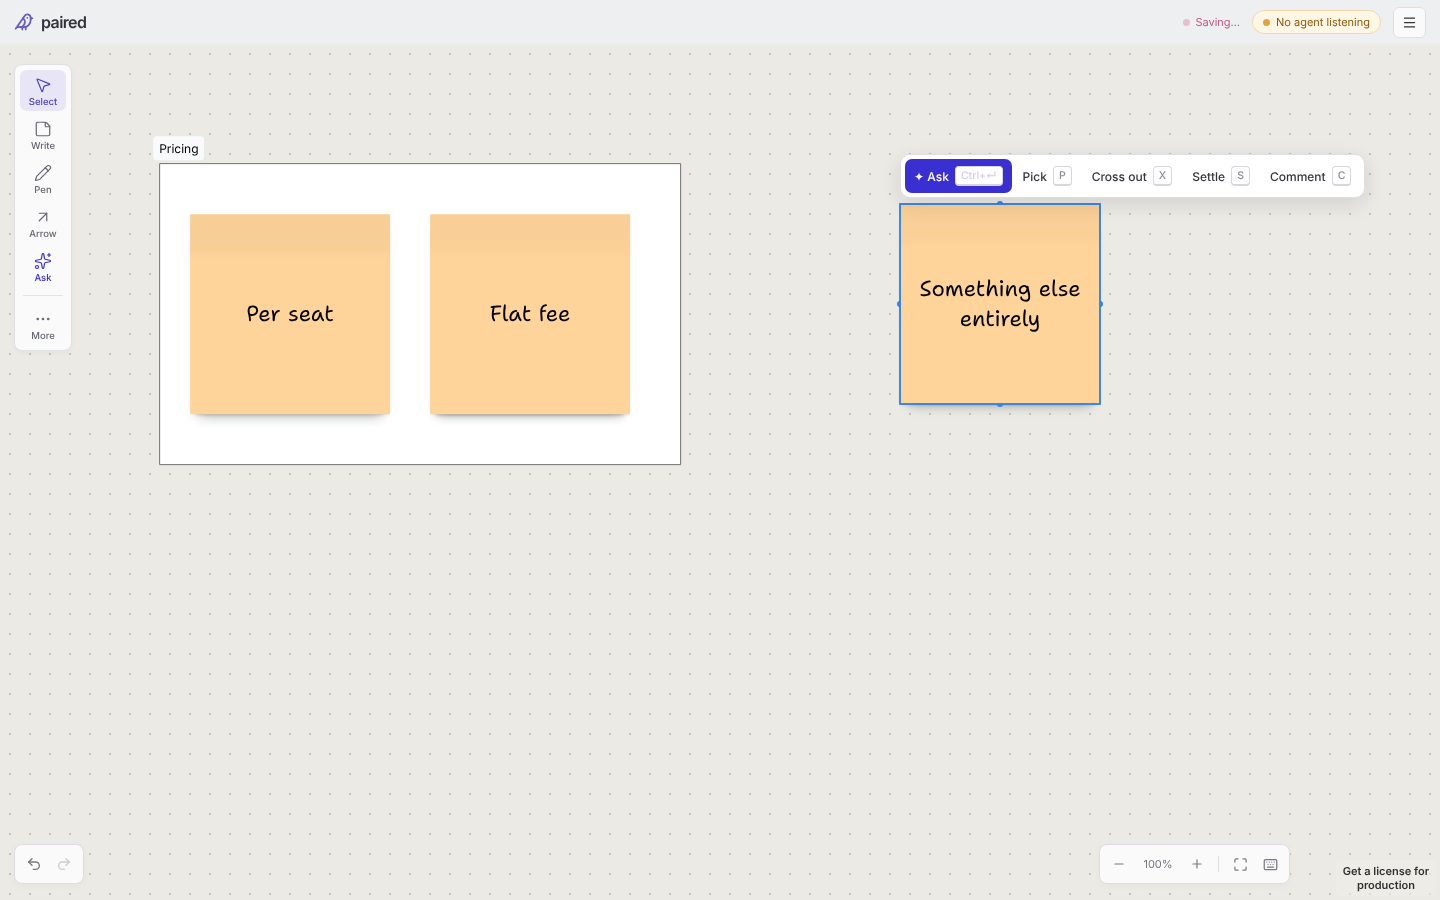 paired
Saving...
No agent listening
Select
Write
Pen
Arrow
Ask
More
Pricing
Per seat
Flat fee
✦ Ask Ctrl+↵ Pick P Cross out X Settle S Comment C
Something else
entirely
100%
Get a license for
production